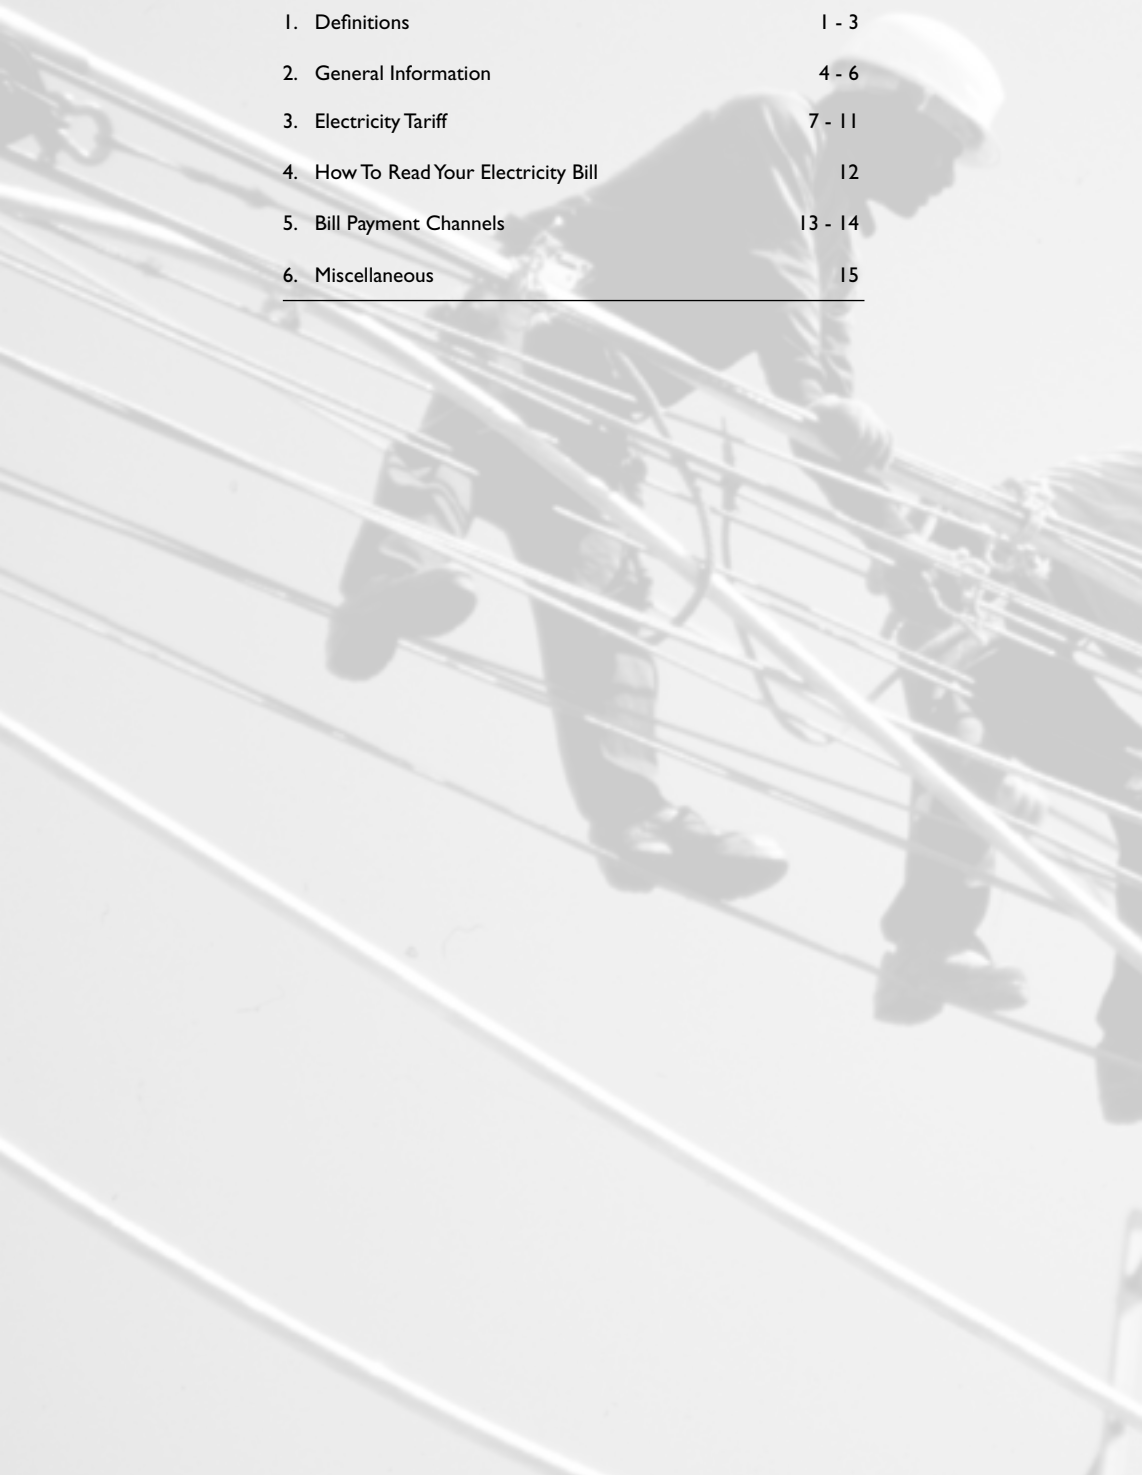 1. Definitions 1 - 3
2. General Information 4 - 6
3. Electricity Tariff 7 - 11
4. How To Read Your Electricity Bill 12
5. Bill Payment Channels 13 - 14
6. Miscellaneous 15